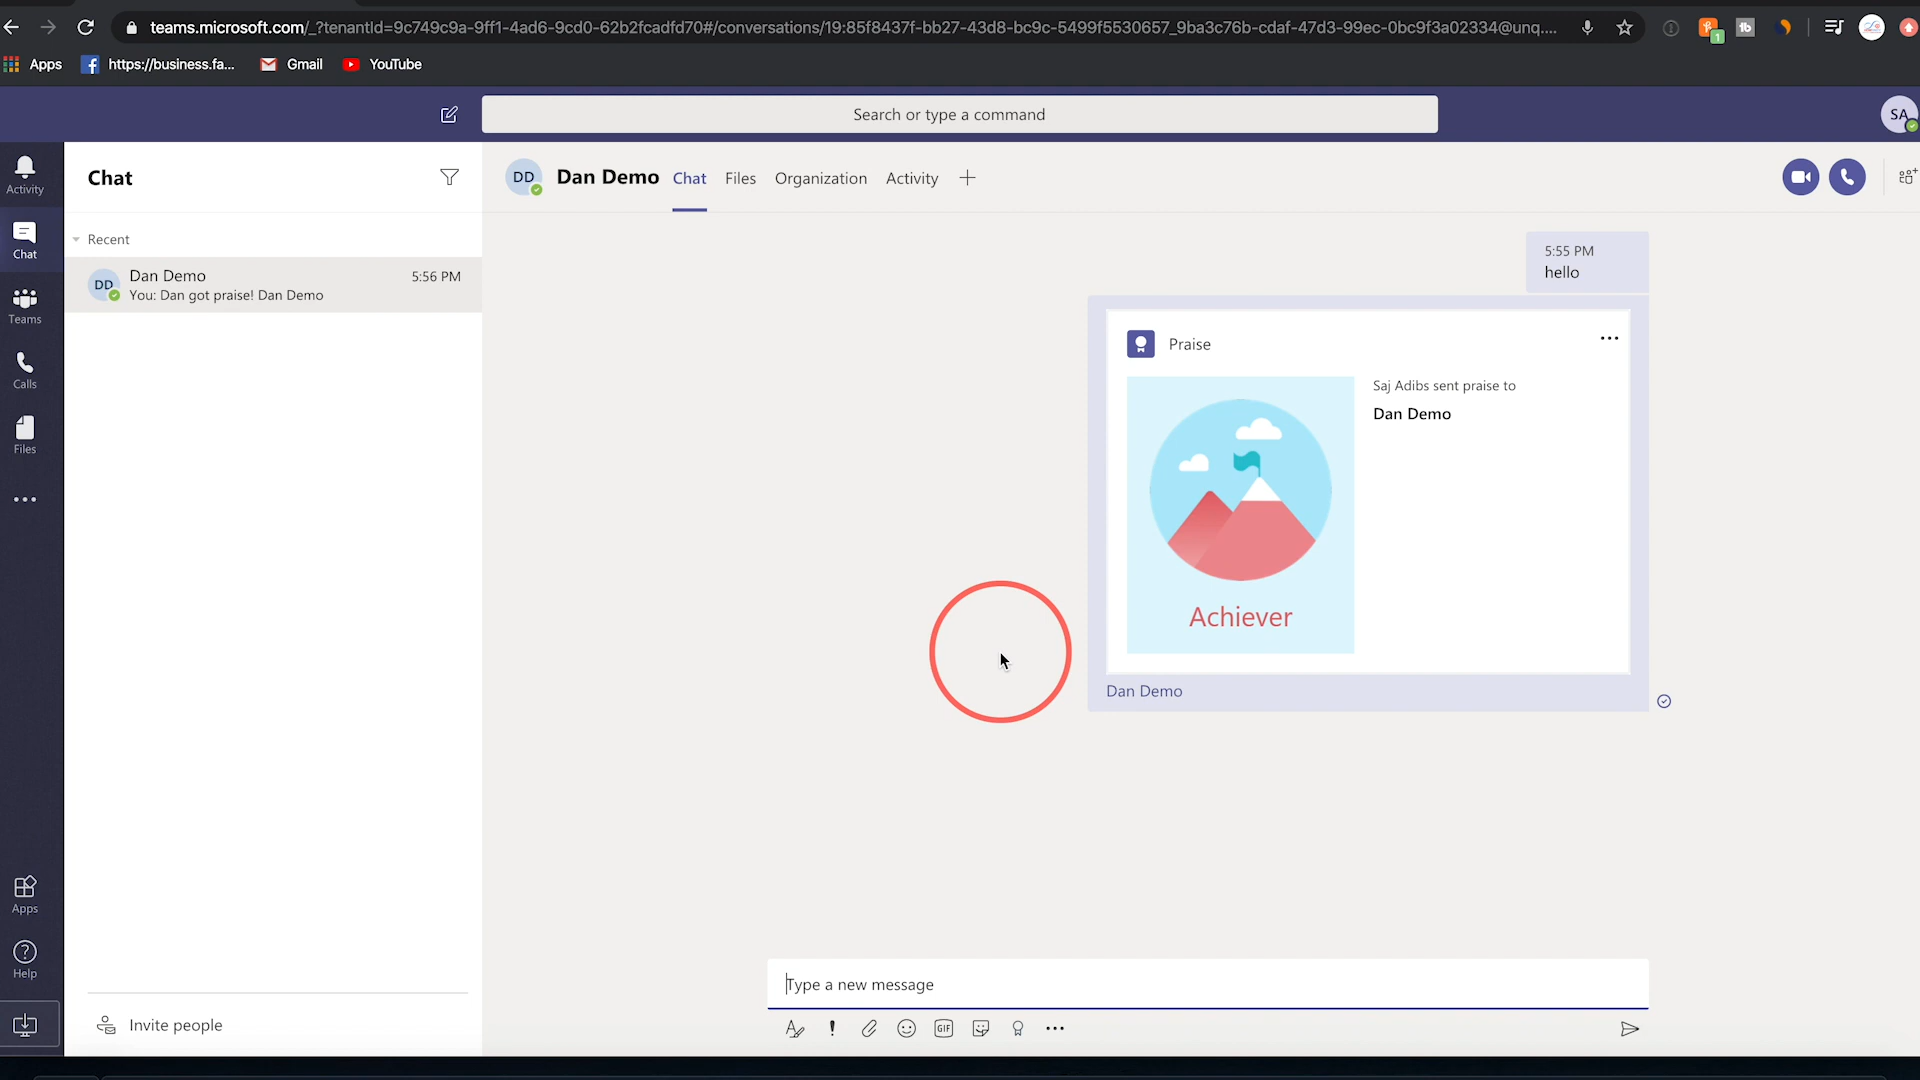 teams.microsoft.com/_?tenantId=9c749c9a-9ff1-4ad6-9cd0-62b2fcadfd70#/conversations/19:85f8437f-bb27-43d8-bc9c-5499f5530657_9ba3c76b-cdaf-47d3-99ec-0bc9f3a02334@unq....
1
tb
Apps
https://business.fa...
Gmail
YouTube
Search or type a command
SA
Activity
Chat
Teams
Calls
Files
Apps
Help
Chat
Recent
DD
Dan Demo
5:56 PM
You: Dan got praise! Dan Demo
Invite people
DD
Dan Demo
Chat
Files
Organization
Activity
5:55 PM
hello
Praise
Saj Adibs sent praise to
Dan Demo
Achiever
Dan Demo
Type a new message
GIF